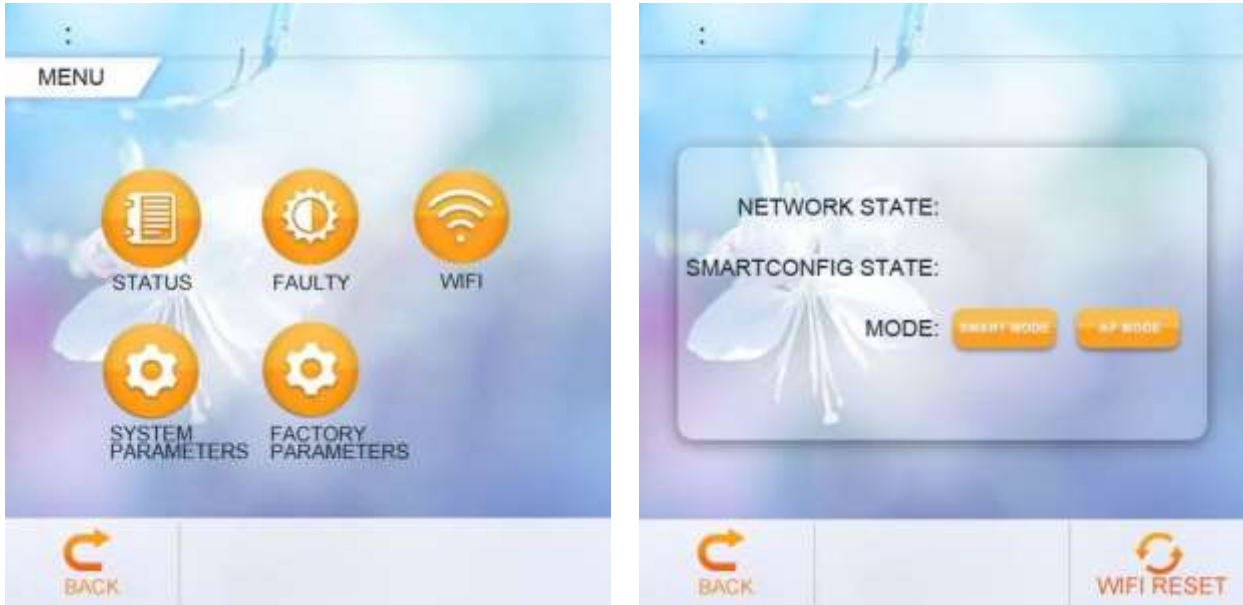 :
MENU
STATUS
FAULTY
WIFI
SYSTEM
PARAMETERS
FACTORY
PARAMETERS
BACK
:
NETWORK STATE:
SMARTCONFIG STATE:
MODE:
SMART MODE
AP MODE
BACK
WIFI RESET